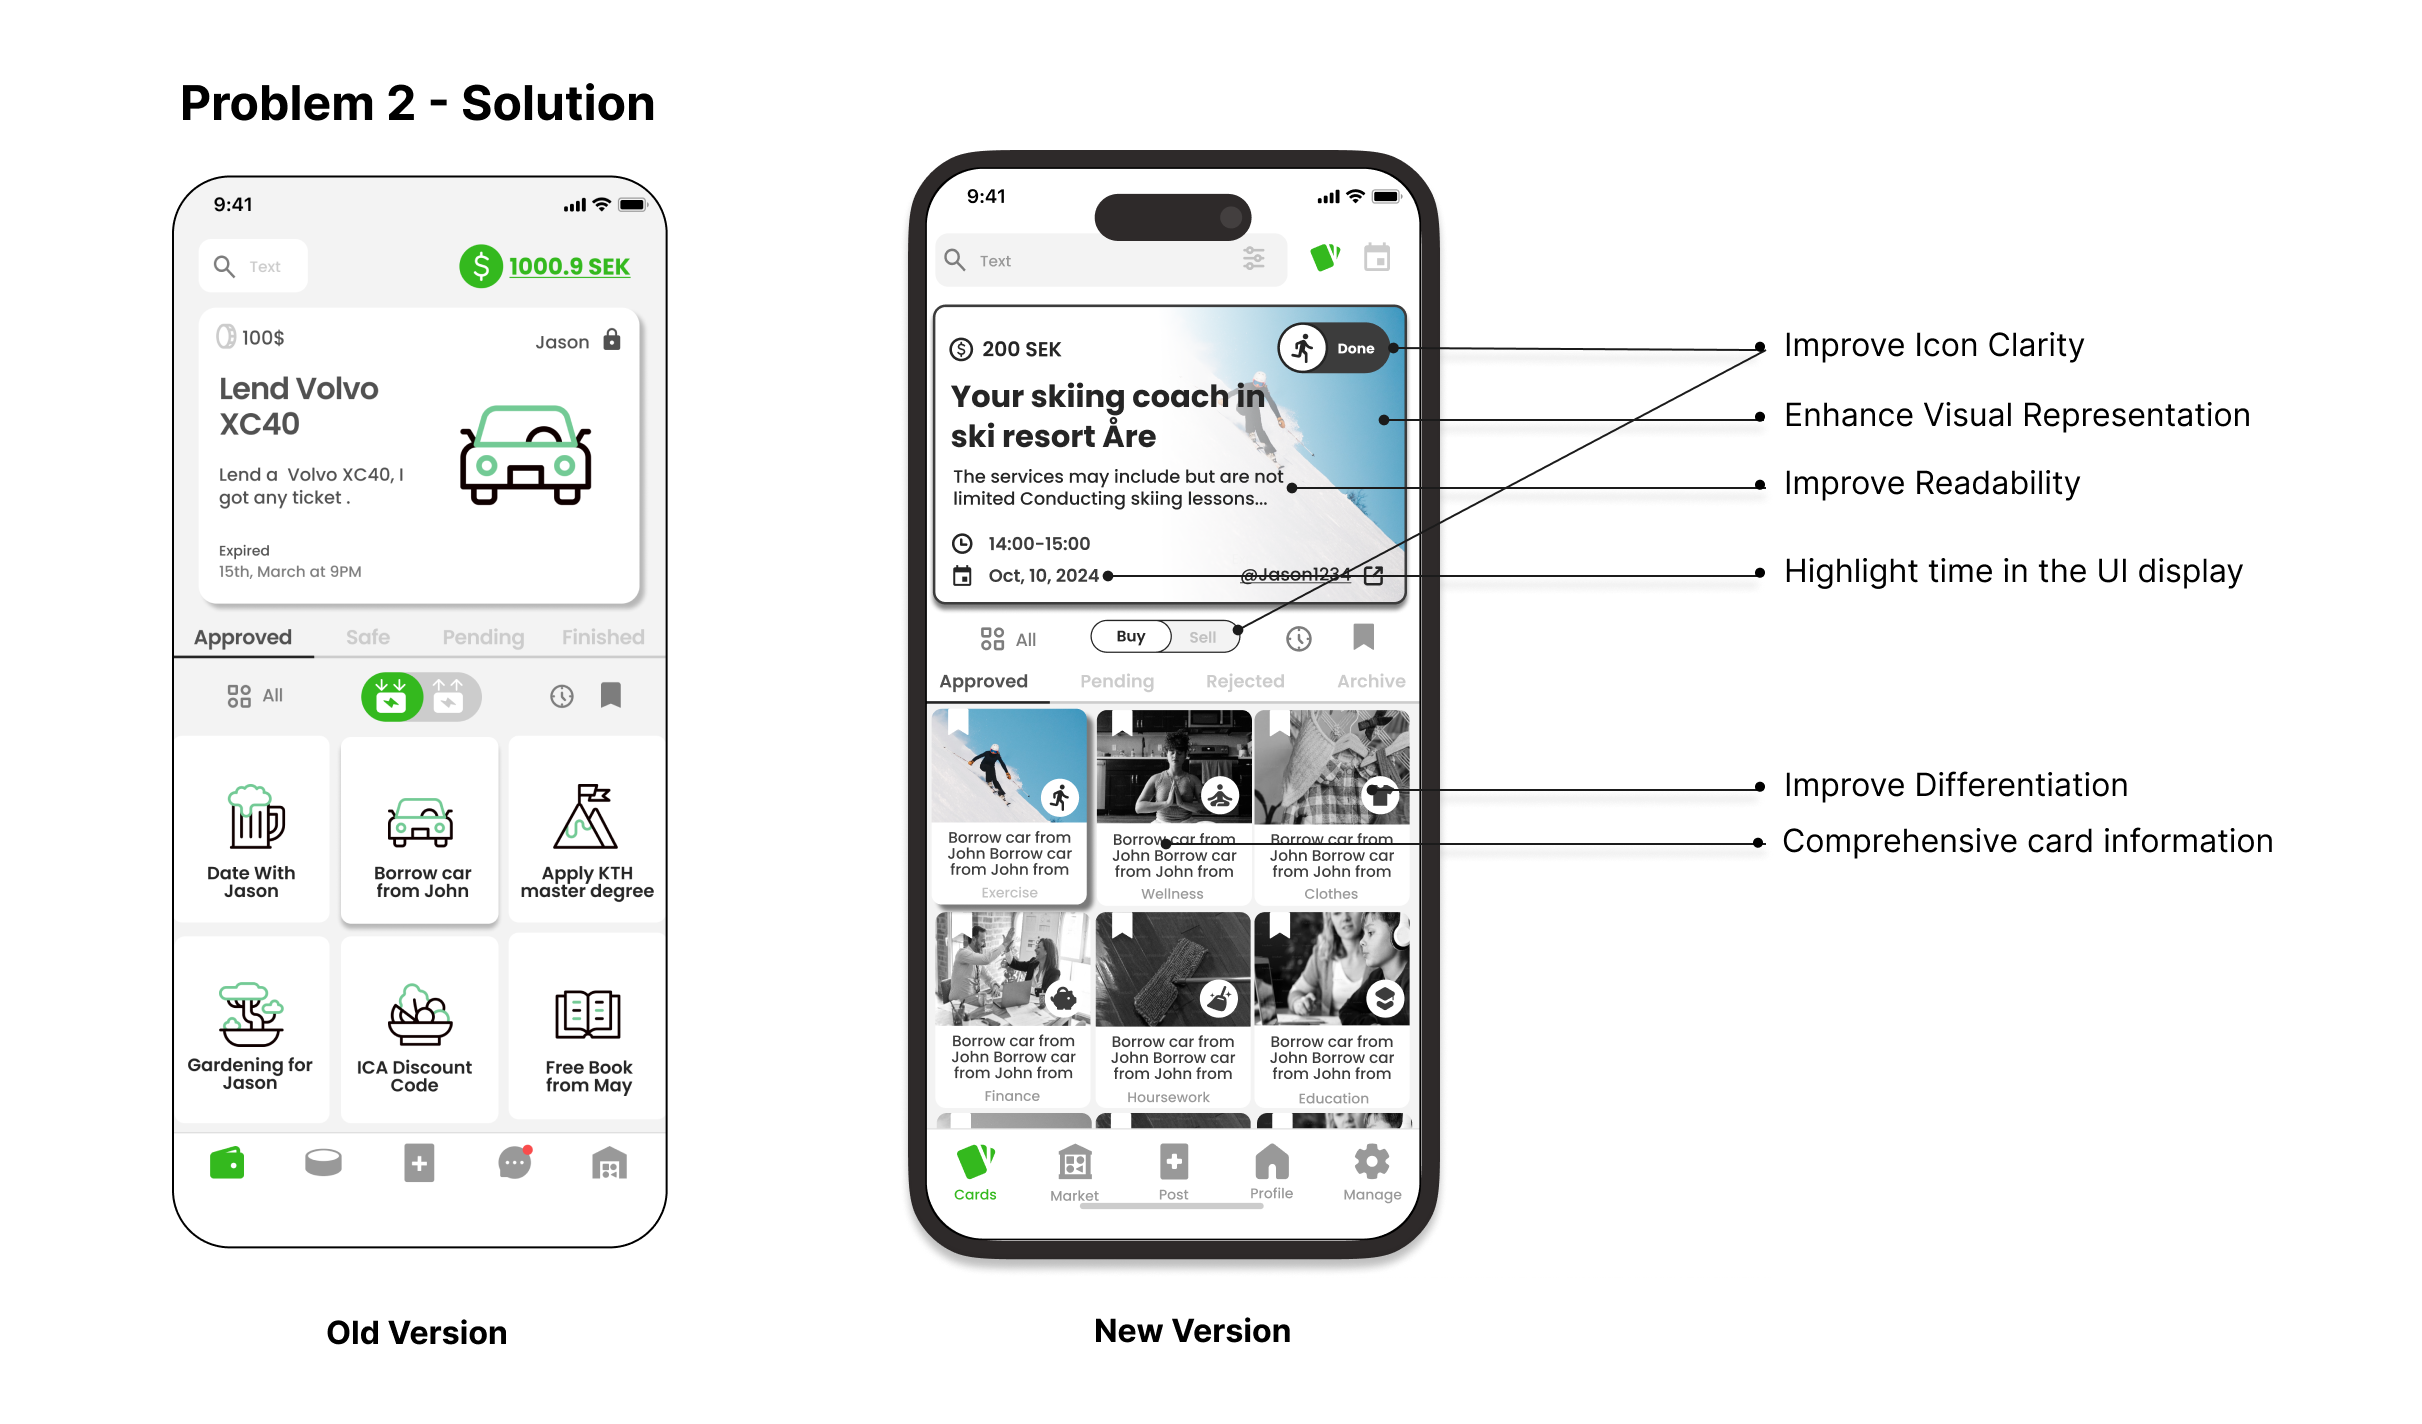 Problem 2 - Solution
9:41
Text
1000.9 SEK
100$
Jason
Lend Volvo
XC40
Lend a  Volvo XC40, I
got any ticket .
Expired
15th, March at 9PM
Approved
Safe
Pending
Finished
All
Date With
Jason
Borrow car
from John
Apply KTH
master degree
Gardening for
Jason
ICA Discount
Code
Free Book
from May
Old Version
9:41
Text
200 SEK
Done
Your skiing coach in
ski resort Åre
The services may include but are not
limited Conducting skiing lessons...
14:00-15:00
Oct, 10, 2024
@Jason1234
All
Buy
Sell
Approved
Pending
Rejected
Archive
Borrow car from
John Borrow car
from John from
Exercise
Borrow car from
John Borrow car
from John from
Wellness
Borrow car from
John Borrow car
from John from
Clothes
Borrow car from
John Borrow car
from John from
Finance
Borrow car from
John Borrow car
from John from
Hoursework
Borrow car from
John Borrow car
from John from
Education
Cards
Market
Post
Profile
Manage
New Version
Improve Icon Clarity
Enhance Visual Representation
Improve Readability
Highlight time in the UI display
Improve Differentiation
Comprehensive card information